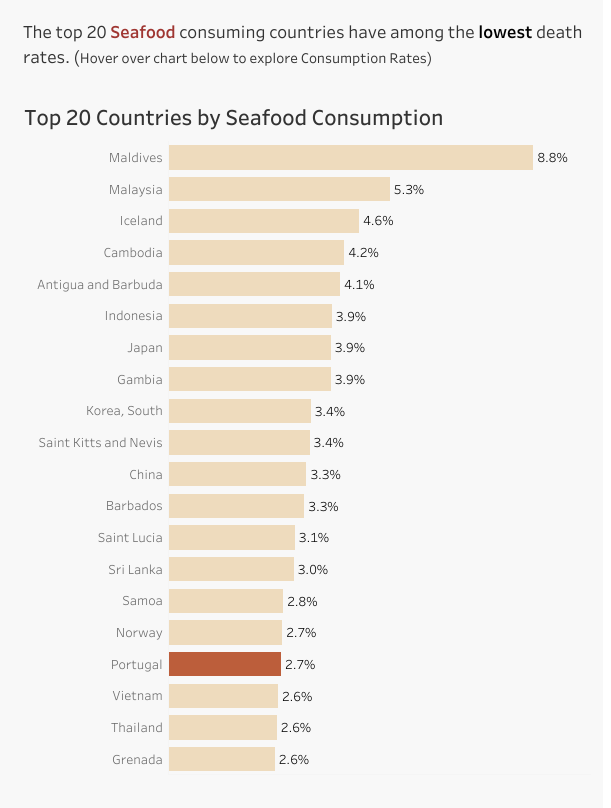 The top 20 Seafood consuming countries have among the lowest death
rates. (Hover over chart below to explore Consumption Rates)
Top 20 Countries by Seafood Consumption
Maldives 8.8%
Malaysia 5.3%
Iceland 4.6%
Cambodia 4.2%
Antigua and Barbuda 4.1%
Indonesia 3.9%
Japan 3.9%
Gambia 3.9%
Korea, South 3.4%
Saint Kitts and Nevis 3.4%
China 3.3%
Barbados 3.3%
Saint Lucia 3.1%
Sri Lanka 3.0%
Samoa 2.8%
Norway 2.7%
Portugal 2.7%
Vietnam 2.6%
Thailand 2.6%
Grenada 2.6%